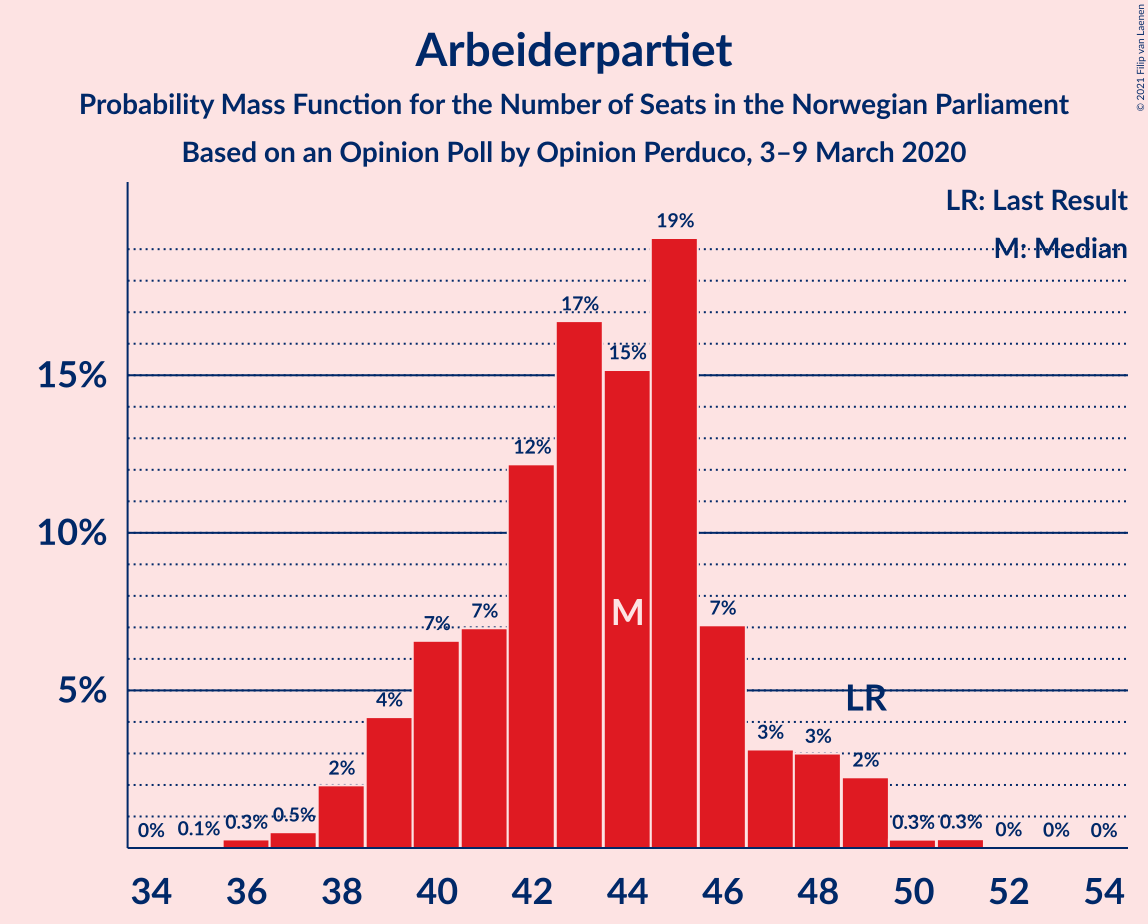 Arbeiderpartiet
Probability Mass Function for the Number of Seats in the Norwegian Parliament
Based on an Opinion Poll by Opinion Perduco, 3–9 March 2020
© 2021 Filip van Laenen
LR: Last Result
M: Median
15%
10%
5%
0%
0.1%
0.3%
0.5%
2%
4%
7%
7%
12%
17%
15%
19%
7%
3%
3%
2%
0.3%
0.3%
0%
0%
0%
M
LR
34 36 38 40 42 44 46 48 50 52 54